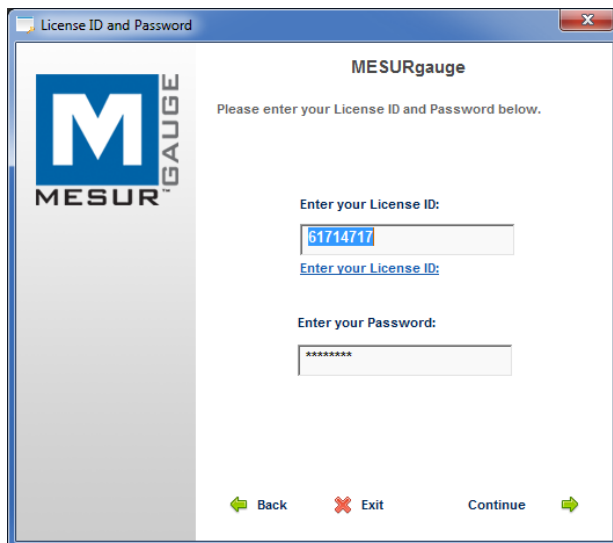 License ID and Password
MESURgauge
Please enter your License ID and Password below.
M
GAUGE
MESUR™
Enter your License ID:
61714717
Enter your License ID:
Enter your Password:
********
Back
Exit
Continue